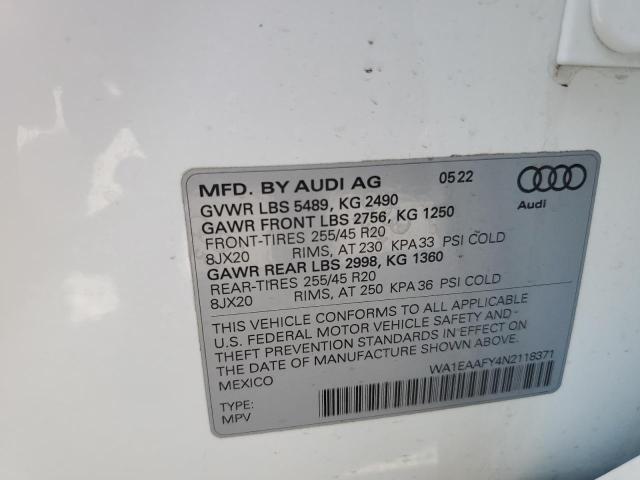 MFD. BY AUDI AG 05.22
GVWR LBS 5489, KG 2490
GAWR FRONT LBS 2756, KG 1250
FRONT-TIRES 255/45 R20
8JX20 RIMS, AT 230 KPA33 PSI COLD
GAWR REAR LBS 2998, KG 1360
REAR-TIRES 255/45 R20
8JX20 RIMS, AT 250 KPA 36 PSI COLD
Audi
THIS VEHICLE CONFORMS TO ALL APPLICABLE
U.S. FEDERAL MOTOR VEHICLE SAFETY AND
THEFT PREVENTION STANDARDS IN EFFECT ON
THE DATE OF MANUFACTURE SHOWN ABOVE.
MEXICO
WA1EAAFY4N2118371
TYPE:
MPV